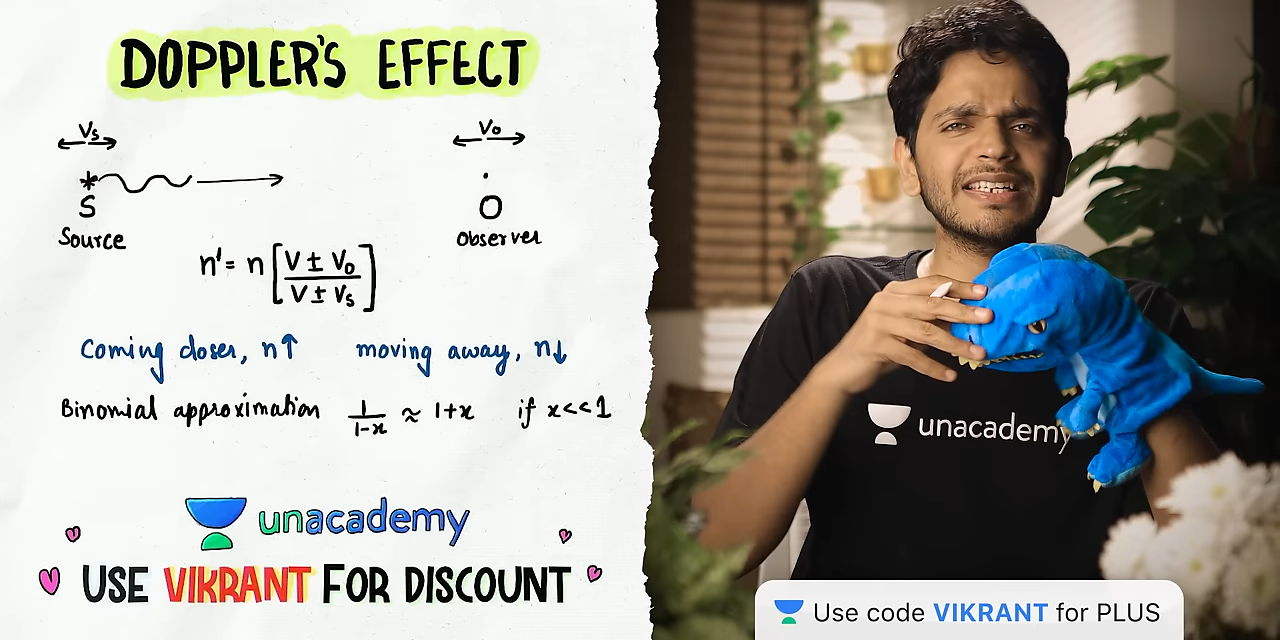 DOPPLER'S EFFECT
Vs
Vo
S
O
Source
Observer
n' = n [V ± Vo / V ± Vs]
Coming closer, n↑ moving away, n↓
Binomial approximation 1/1-x ≈ 1+x if x<<1
unacademy
USE VIKRANT FOR DISCOUNT
unacademy
Use code VIKRANT for PLUS